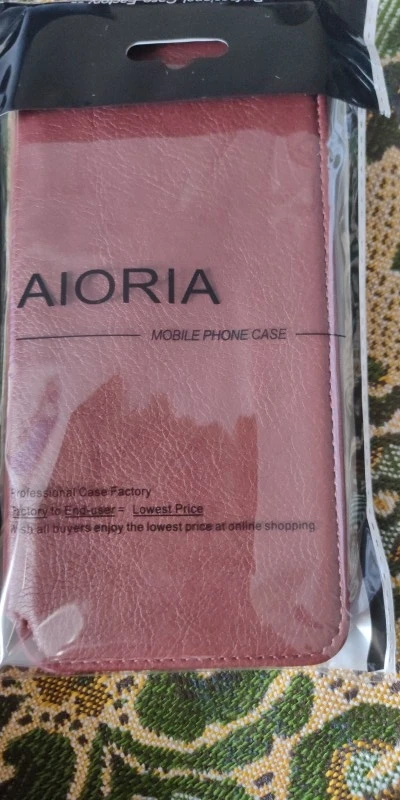 AIORIA
MOBILE PHONE CASE
Professional Case Factory
Factory to End-user = Lowest Price
Wish all buyers enjoy the lowest price at online shopping